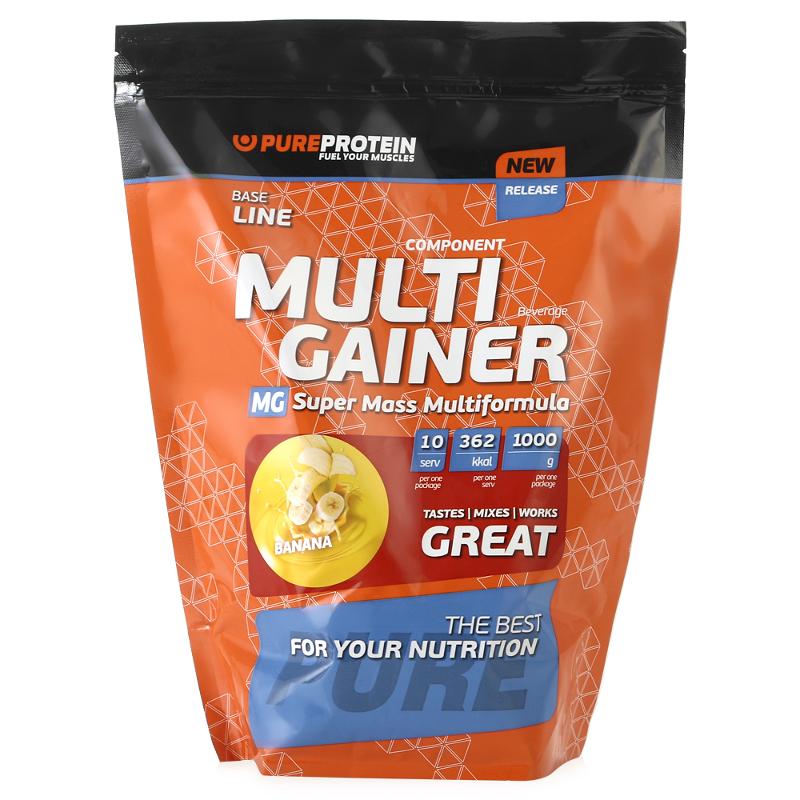 PUREPROTEIN
FUEL YOUR MUSCLES
NEW
RELEASE
BASE
LINE
COMPONENT
MULTI
Beverage
GAINER
MG Super Mass Multiformula
10 362 1000
serv kkal g
per one package per one serv per one package
BANANA
TASTES | MIXES | WORKS
GREAT
THE BEST
FOR YOUR NUTRITION
PURE